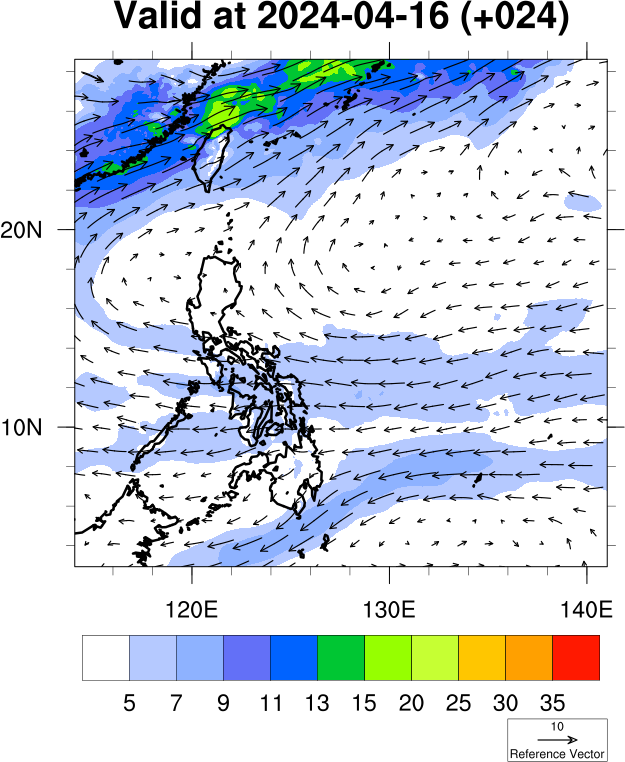 Valid at 2024-04-16 (+024)
20N
10N
120E 130E 140E
5 7 9 11 13 15 20 25 30 35
10
Reference Vector